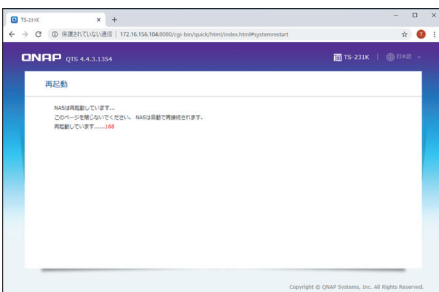 TS-231K
保護されていない通信 | 172.16.156.104:8080/cgi-bin/quick/html/index.html#systemrestart
QNAP QTS 4.4.3.1354
TS-231K | 日本語
再起動
NASは再起動しています...
このページを閉じないでください。 NASは自動で再接続されます。
再起動しています......168
Copyright © QNAP Systems, Inc. All Rights Reserved.